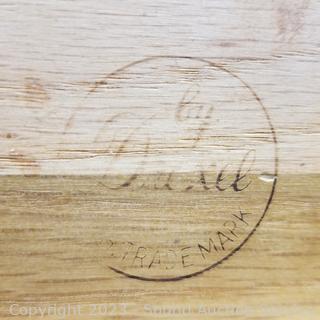 by
Drexel
TRADEMARK
Copyright 2023 - Sound Auction